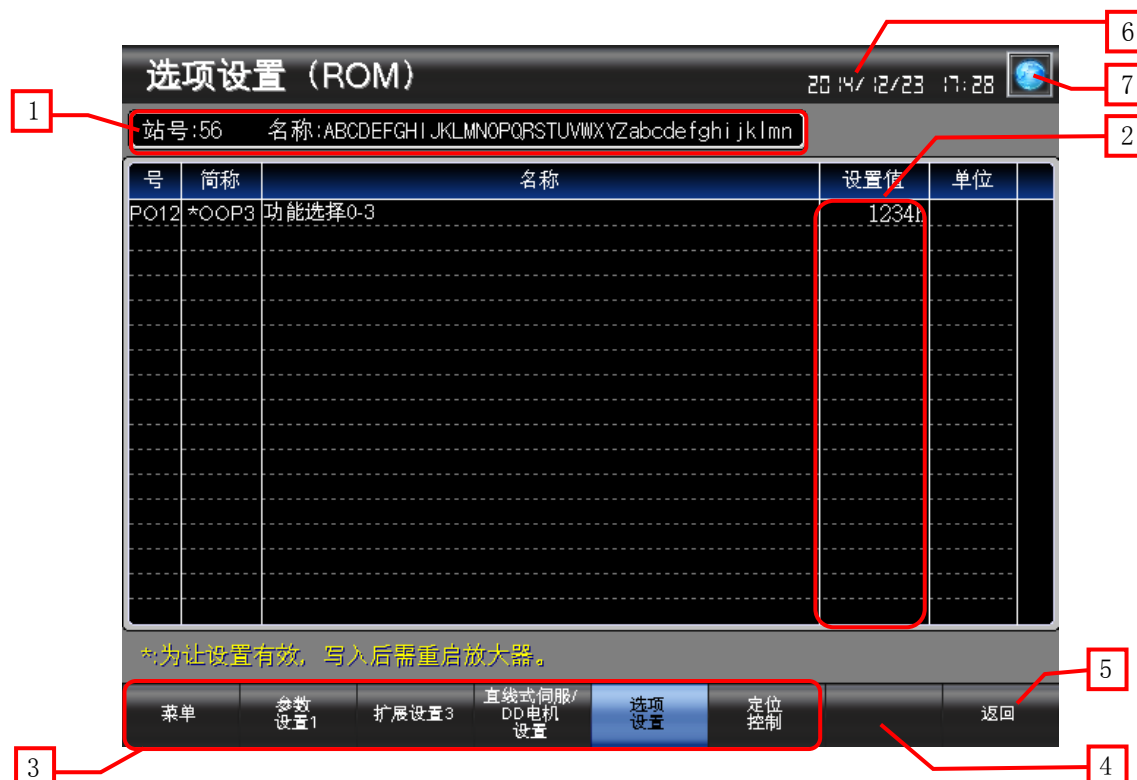 6
选项设置（ROM）
2014/12/23 17:28
7
1
站号:56 名称:ABCDEFGHIJKLMNOPQRSTUVWXYZabcdefghijklmn
2
号 简称 名称 设置值 单位
PO12 *OOP3 功能选择0-3 1234h
*:为让设置有效，写入后需重启放大器。
5
菜单
参数
设置1
扩展设置3
直线式伺服/
DD电机
设置
选项
设置
定位
控制
返回
3
4